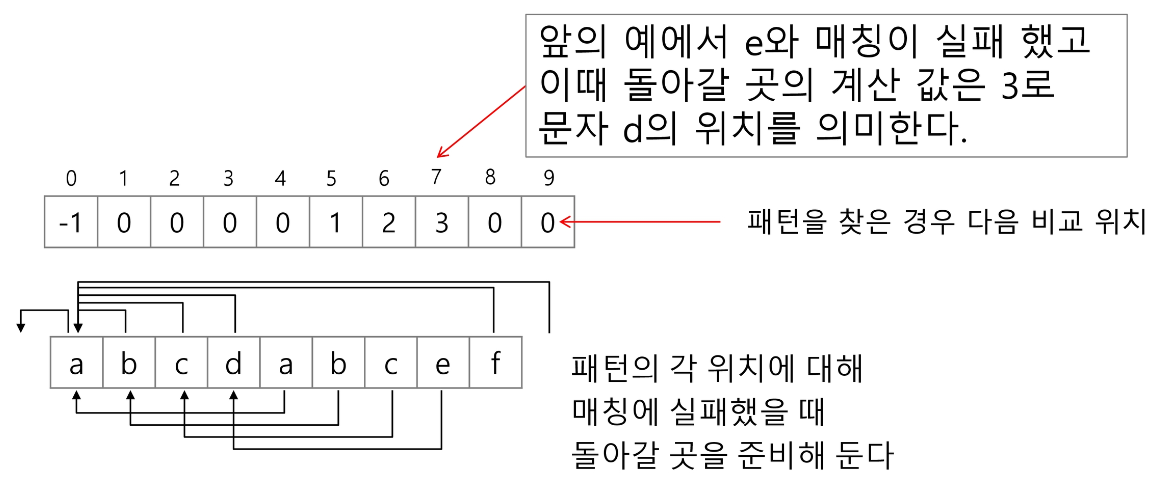 앞의 예에서 e와 매칭이 실패 했고
이때 돌아갈 곳의 계산 값은 3로
문자 d의 위치를 의미한다.
0 1 2 3 4 5 6 7 8 9
-1 0 0 0 0 1 2 3 0 0
패턴을 찾은 경우 다음 비교 위치
a b c d a b c e f
패턴의 각 위치에 대해
매칭에 실패했을 때
돌아갈 곳을 준비해 둔다